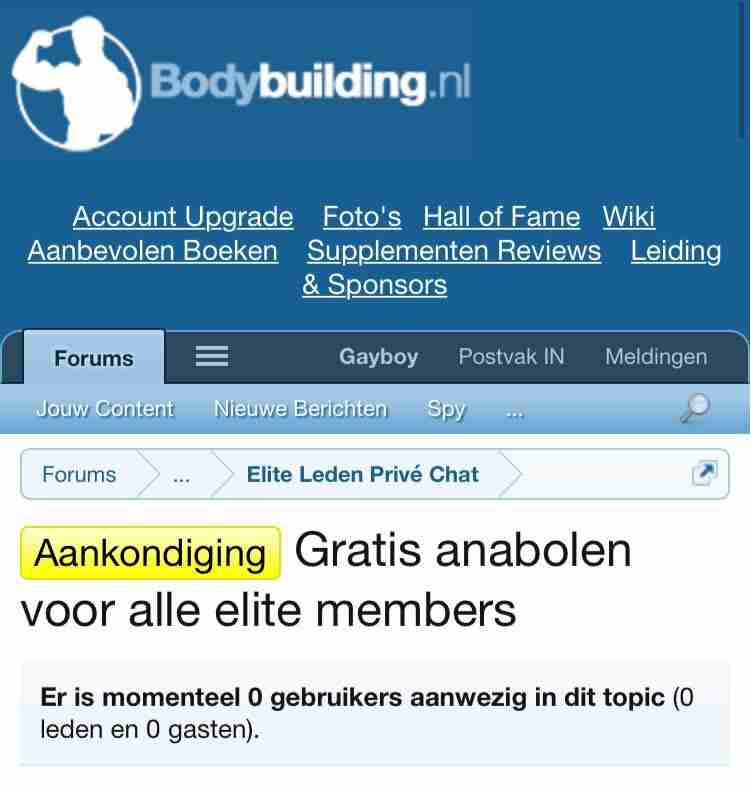 Bodybuilding.nl
Account Upgrade Foto's Hall of Fame Wiki
Aanbevolen Boeken Supplementen Reviews Leiding
& Sponsors
Forums Gayboy Postvak IN Meldingen
Jouw Content Nieuwe Berichten Spy ...
Forums ... Elite Leden Privé Chat
Aankondiging Gratis anabolen
voor alle elite members
Er is momenteel 0 gebruikers aanwezig in dit topic (0
leden en 0 gasten).